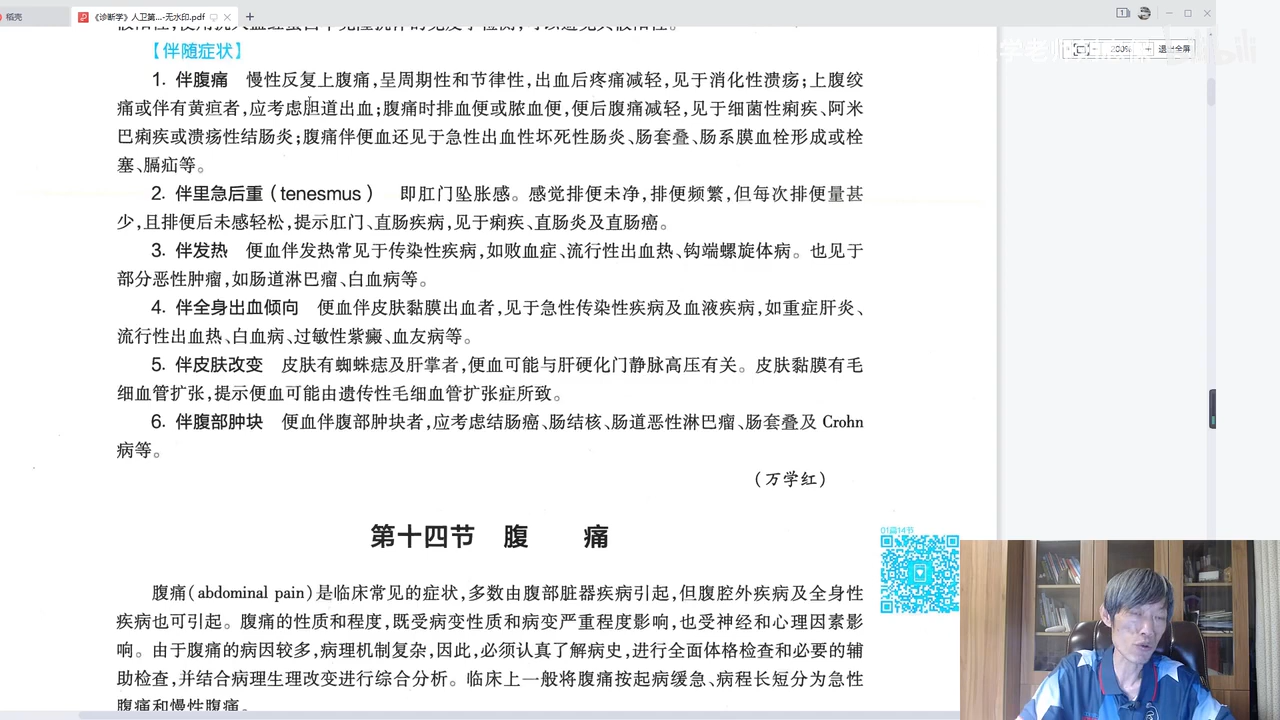 稻壳
《诊断学》人卫第...-无水印.pdf
【伴随症状】
200%
退出全屏
1. 伴腹痛 慢性反复上腹痛,呈周期性和节律性,出血后疼痛减轻,见于消化性溃疡;上腹绞
痛或伴有黄疸者,应考虑胆道出血;腹痛时排血便或脓血便,便后腹痛减轻,见于细菌性痢疾、阿米
巴痢疾或溃疡性结肠炎;腹痛伴便血还见于急性出血性坏死性肠炎、肠套叠、肠系膜血栓形成或栓
塞、膈疝等。
2. 伴里急后重(tenesmus) 即肛门坠胀感。感觉排便未净,排便频繁,但每次排便量甚
少,且排便后未感轻松,提示肛门、直肠疾病,见于痢疾、直肠炎及直肠癌。
3. 伴发热 便血伴发热常见于传染性疾病,如败血症、流行性出血热、钩端螺旋体病。也见于
部分恶性肿瘤,如肠道淋巴瘤、白血病等。
4. 伴全身出血倾向 便血伴皮肤黏膜出血者,见于急性传染性疾病及血液疾病,如重症肝炎、
流行性出血热、白血病、过敏性紫癜、血友病等。
5. 伴皮肤改变 皮肤有蜘蛛痣及肝掌者,便血可能与肝硬化门静脉高压有关。皮肤黏膜有毛
细血管扩张,提示便血可能由遗传性毛细血管扩张症所致。
6. 伴腹部肿块 便血伴腹部肿块者,应考虑结肠癌、肠结核、肠道恶性淋巴瘤、肠套叠及 Crohn
病等。
(万学红)
第十四节 腹 痛
01篇14节
腹痛(abdominal pain)是临床常见的症状,多数由腹部脏器疾病引起,但腹腔外疾病及全身性
疾病也可引起。腹痛的性质和程度,既受病变性质和病变严重程度影响,也受神经和心理因素影
响。由于腹痛的病因较多,病理机制复杂,因此,必须认真了解病史,进行全面体格检查和必要的辅
助检查,并结合病理生理改变进行综合分析。临床上一般将腹痛按起病缓急、病程长短分为急性
腹痛和慢性腹痛。